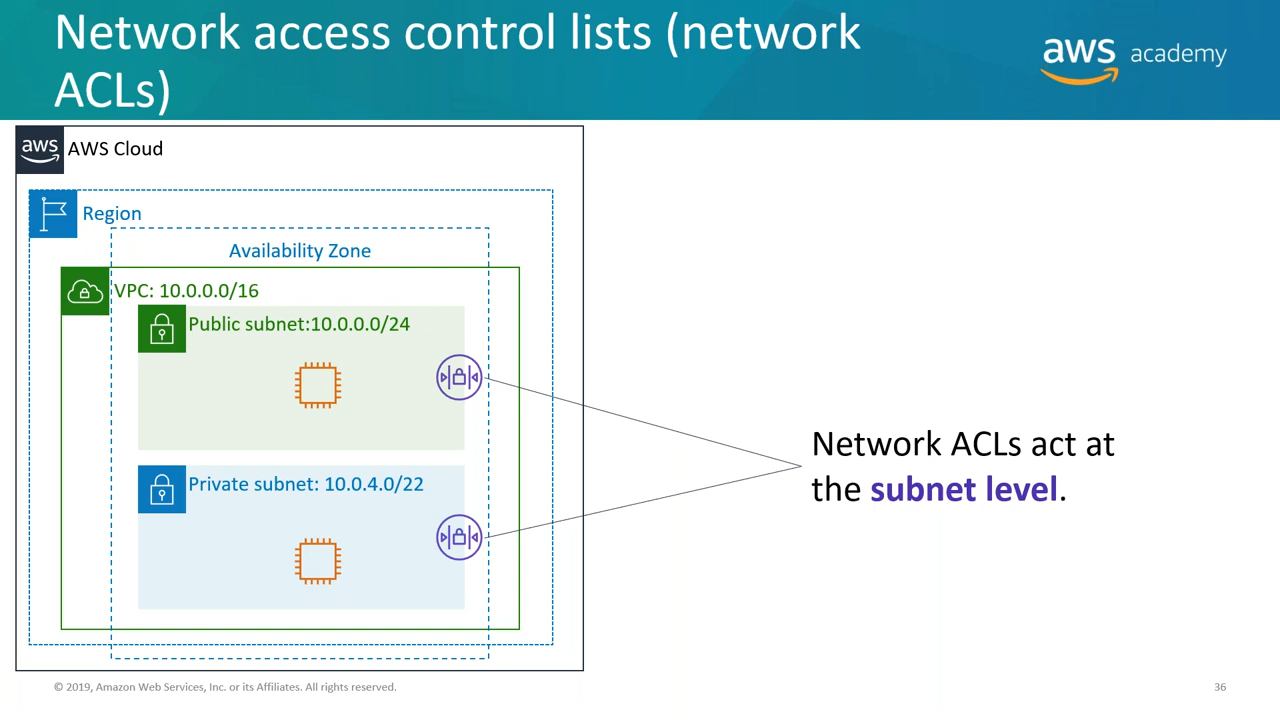 Network access control lists (network
ACLs)
aws academy
aws
AWS Cloud
Region
Availability Zone
VPC: 10.0.0.0/16
Public subnet:10.0.0.0/24
Private subnet: 10.0.4.0/22
Network ACLs act at
the subnet level.
© 2019, Amazon Web Services, Inc. or its Affiliates. All rights reserved.
36